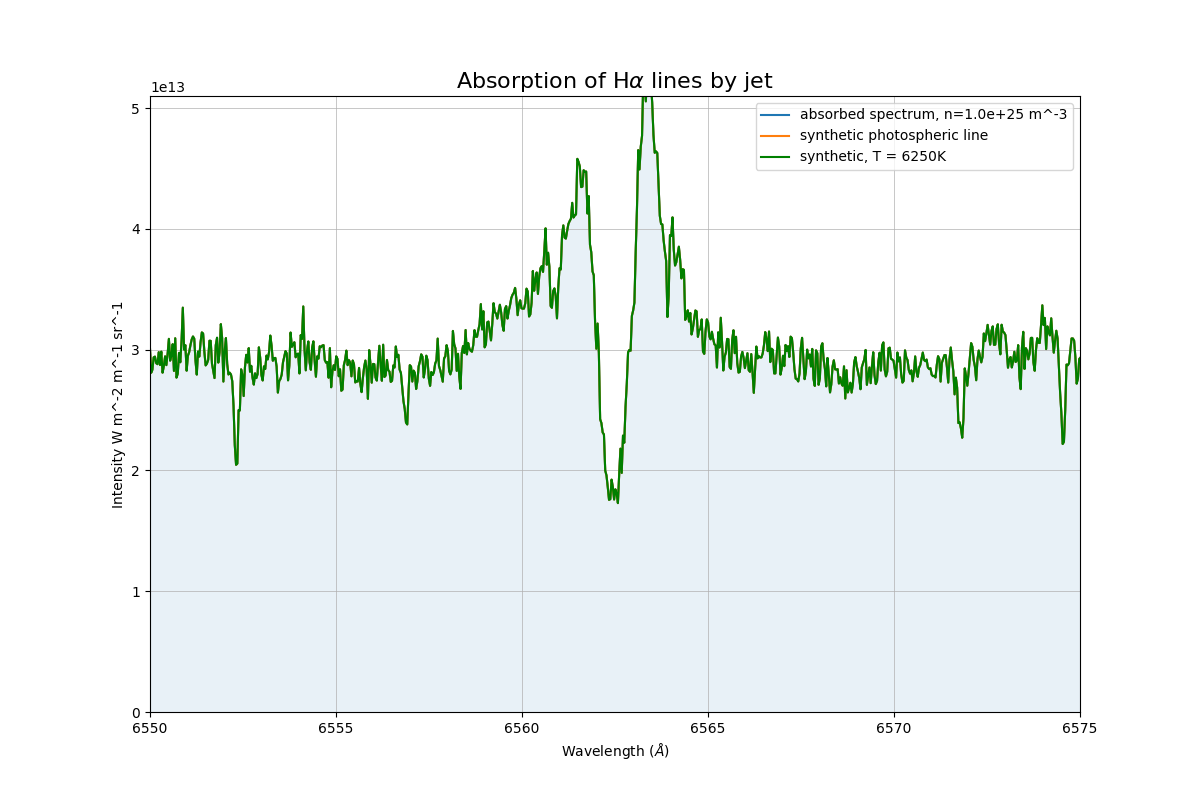 Absorption of Hα lines by jet
1e13
absorbed spectrum, n=1.0e+25 m^-3
synthetic photospheric line
synthetic, T = 6250K
5
4
3
2
1
0
Intensity W m^-2 m^-1 sr^-1
6550
6555
6560
6565
6570
6575
Wavelength (Å)